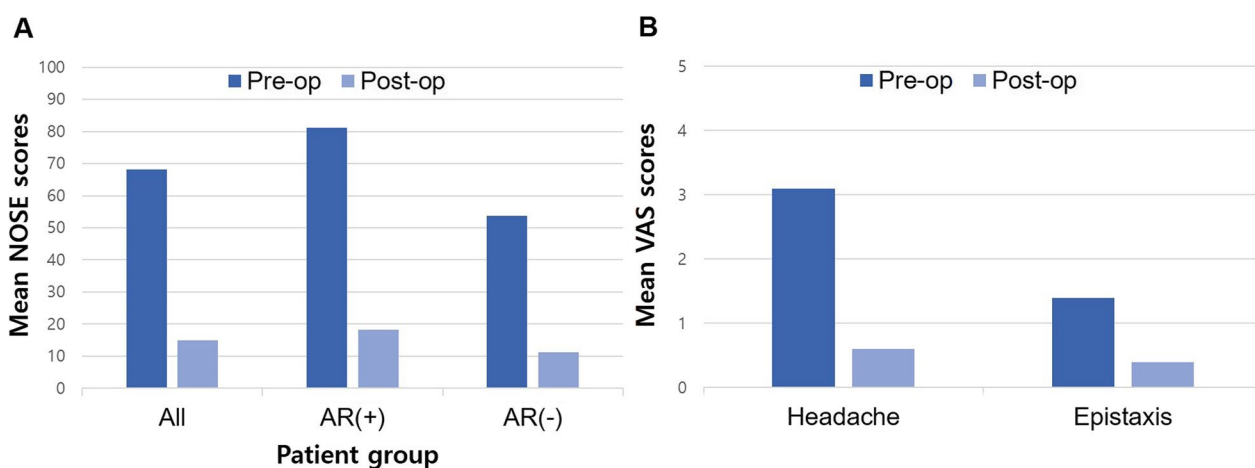 A
Mean NOSE scores
100
90
80
70
60
50
40
30
20
10
0
Pre-op Post-op
All AR(+) AR(-)
Patient group
B
Mean VAS scores
5
4
3
2
1
0
Pre-op Post-op
Headache Epistaxis